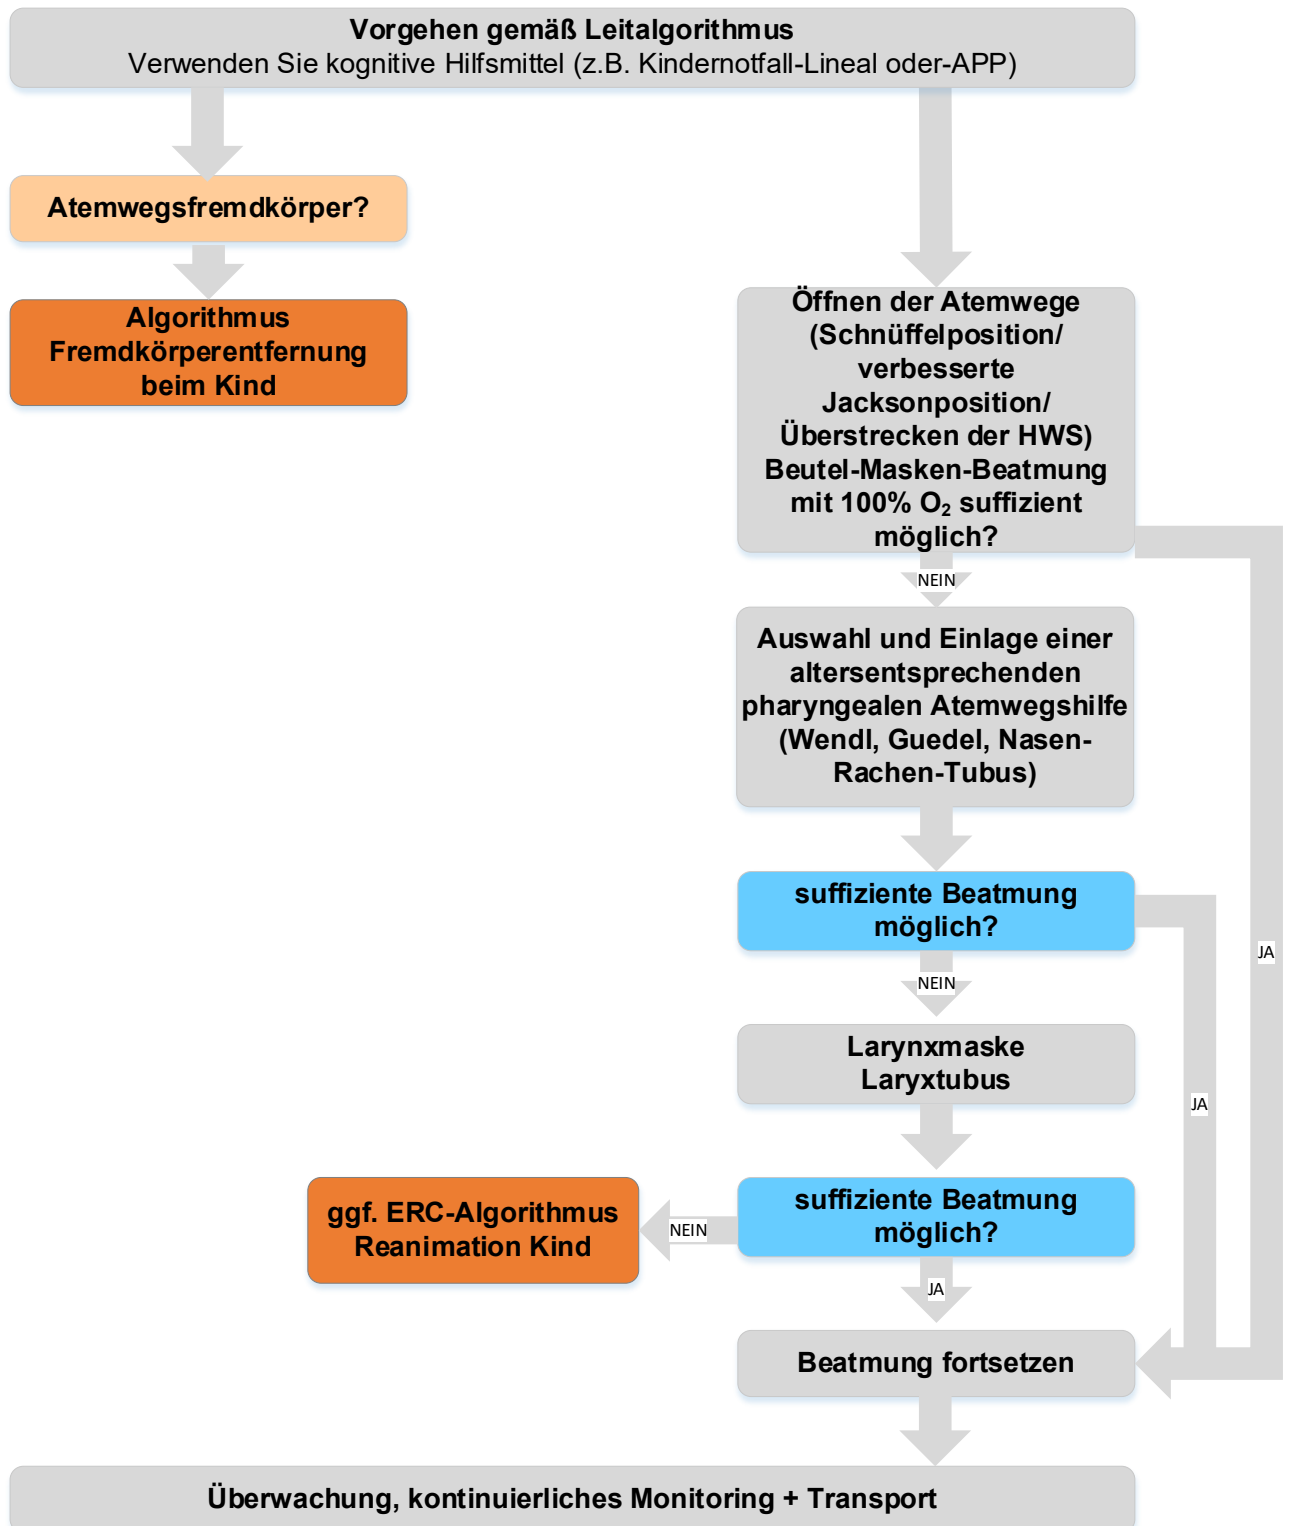 Vorgehen gemäß Leitalgorithmus
Verwenden Sie kognitive Hilfsmittel (z.B. Kindernotfall-Lineal oder-APP)
Atemwegsfremdkörper?
Algorithmus
Fremdkörperentfernung
beim Kind
Öffnen der Atemwege
(Schnüffelposition/
verbesserte
Jacksonposition/
Überstrecken der HWS)
Beutel-Masken-Beatmung
mit 100% O₂ suffizient
möglich?
NEIN
Auswahl und Einlage einer
altersentsprechenden
pharyngealen Atemwegshilfe
(Wendl, Guedel, Nasen-
Rachen-Tubus)
suffiziente Beatmung
möglich?
JA
NEIN
Larynxmaske
Laryxtubus
JA
suffiziente Beatmung
möglich?
NEIN
ggf. ERC-Algorithmus
Reanimation Kind
JA
Beatmung fortsetzen
Überwachung, kontinuierliches Monitoring + Transport